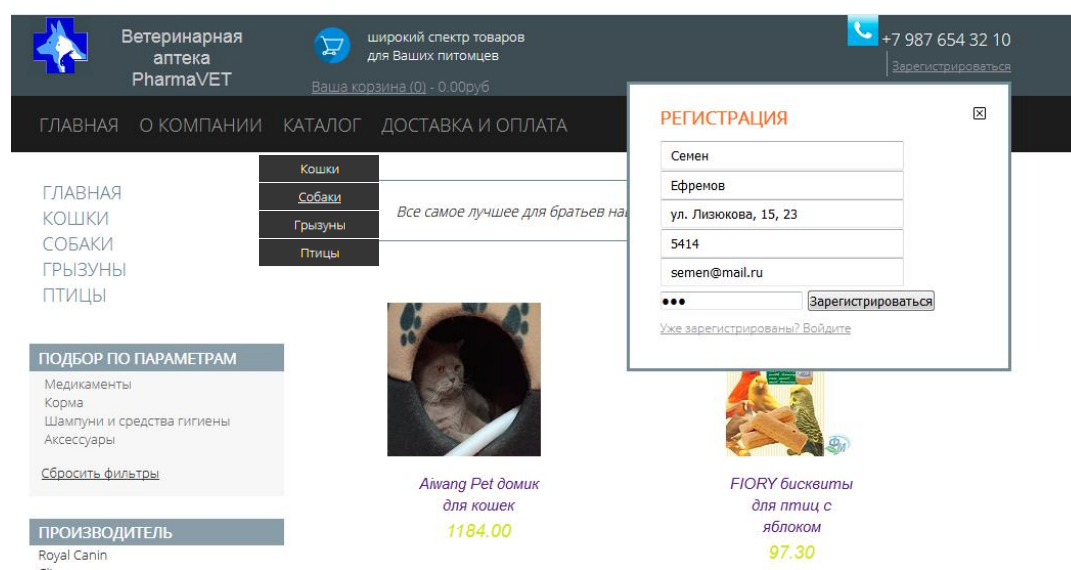 Ветеринарная
аптека
PharmaVET
широкий спектр товаров
для Ваших питомцев
Ваша корзина (0) - 0.00руб
+7 987 654 32 10
Зарегистрироваться
ГЛАВНАЯ О КОМПАНИИ КАТАЛОГ ДОСТАВКА И ОПЛАТА
Кошки
Собаки
Грызуны
Птицы
РЕГИСТРАЦИЯ
Семен
Ефремов
ул. Лизюкова, 15, 23
5414
semen@mail.ru
Зарегистрироваться
Уже зарегистрированы? Войдите
ГЛАВНАЯ
КОШКИ
СОБАКИ
ГРЫЗУНЫ
ПТИЦЫ
Все самое лучшее для братьев
ПОДБОР ПО ПАРАМЕТРАМ
Медикаменты
Корма
Шампуни и средства гигиены
Аксессуары
Сбросить фильтры
ПРОИЗВОДИТЕЛЬ
Royal Canin
Aiwang Pet домик
для кошек
1184.00
FIORY бисквиты
для птиц с
яблоком
97.30